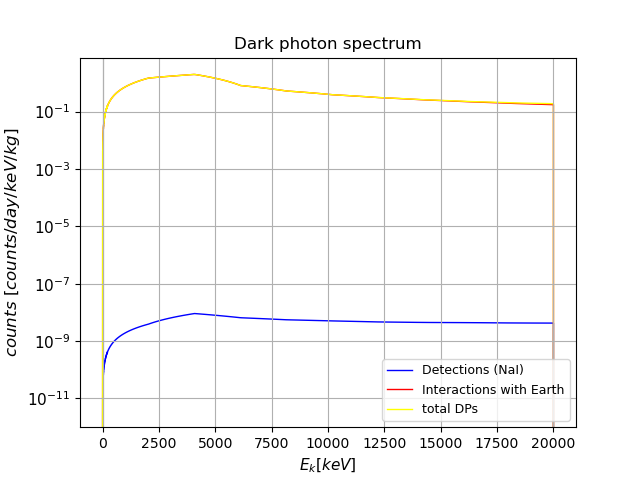 Dark photon spectrum
counts [counts/day/keV/kg]
10⁻¹
10⁻³
10⁻⁵
10⁻⁷
10⁻⁹
10⁻¹¹
Detections (NaI)
Interactions with Earth
total DPs
0 2500 5000 7500 10000 12500 15000 17500 20000
Eₖ[keV]